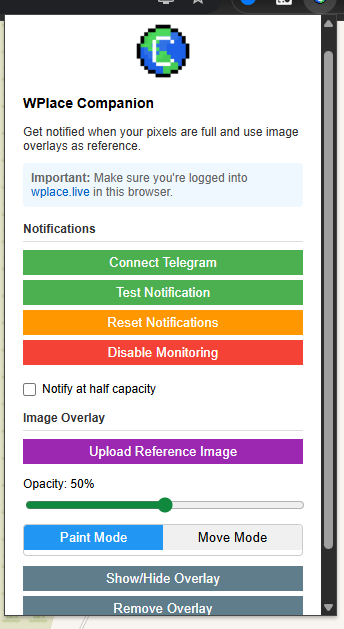 WPlace Companion
Get notified when your pixels are full and use image
overlays as reference.
Important: Make sure you're logged into
wplace.live in this browser.
Notifications
Connect Telegram
Test Notification
Reset Notifications
Disable Monitoring
Notify at half capacity
Image Overlay
Upload Reference Image
Opacity: 50%
Paint Mode
Move Mode
Show/Hide Overlay
Remove Overlay